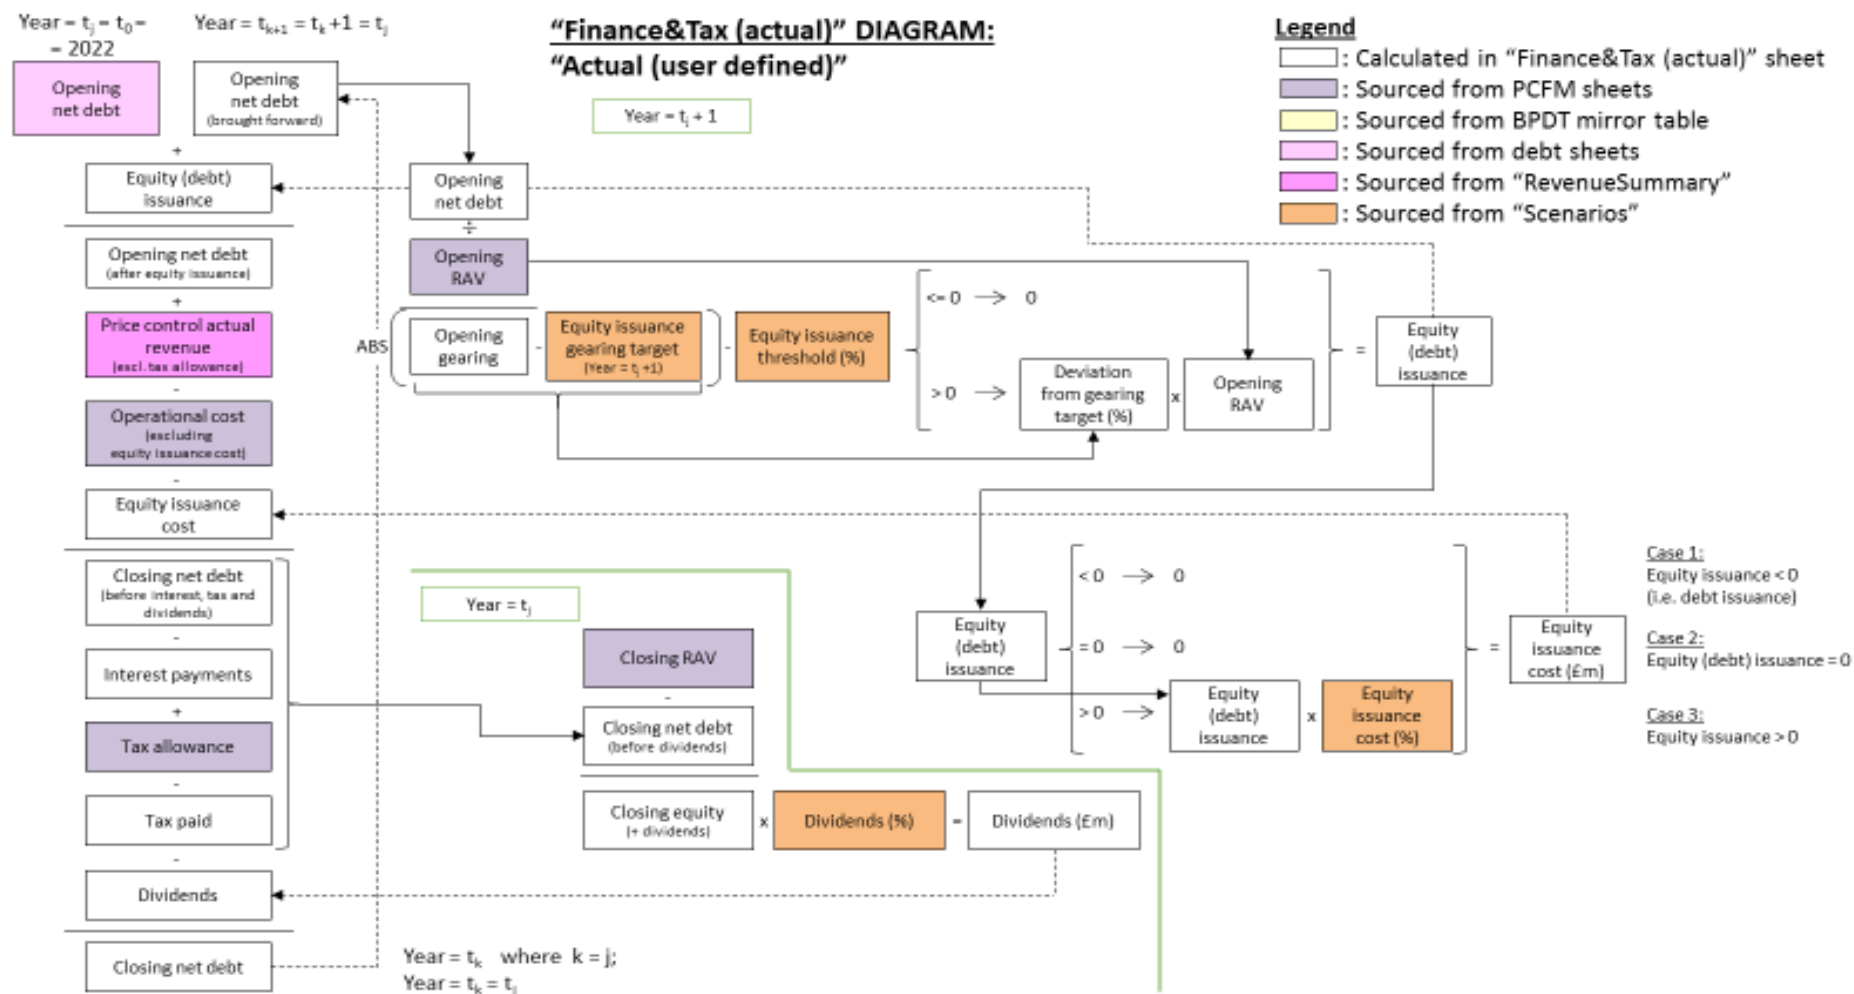 Year = tj = t0 =
= 2022
Year = tk+1 = tk +1 = tj
"Finance&Tax (actual)" DIAGRAM:
"Actual (user defined)"
Legend
: Calculated in "Finance&Tax (actual)" sheet
: Sourced from PCFM sheets
: Sourced from BPDT mirror table
: Sourced from debt sheets
: Sourced from "RevenueSummary"
: Sourced from "Scenarios"
Opening
net debt
Opening
net debt
(brought forward)
Year = tj + 1
+
Equity (debt)
issuance
Opening
net debt
÷
Opening net debt
(after equity issuance)
Opening
RAV
+
Price control actual
revenue
(excl. tax allowance)
ABS
Opening
gearing
-
Equity issuance
gearing target
(Year = tj +1)
-
Equity issuance
threshold (%)
<= 0
0
> 0
Deviation
from gearing
target (%)
x
Opening
RAV
=
Equity
(debt)
issuance
-
Operational cost
(excluding
equity issuance cost)
-
Equity issuance
cost
Closing net debt
(before interest, tax and
dividends)
-
Interest payments
+
Tax allowance
-
Tax paid
-
Dividends
Closing net debt
Year = tj
Closing RAV
-
Closing net debt
(before dividends)
Closing equity
(+ dividends)
x
Dividends (%)
=
Dividends (£m)
Equity
(debt)
issuance
< 0
0
= 0
0
> 0
Equity
(debt)
issuance
x
Equity
issuance
cost (%)
=
Equity
issuance
cost (£m)
Case 1:
Equity issuance < 0
(i.e. debt issuance)
Case 2:
Equity (debt) issuance = 0
Case 3:
Equity issuance > 0
Year = tk where k = j;
Year = tk = tj